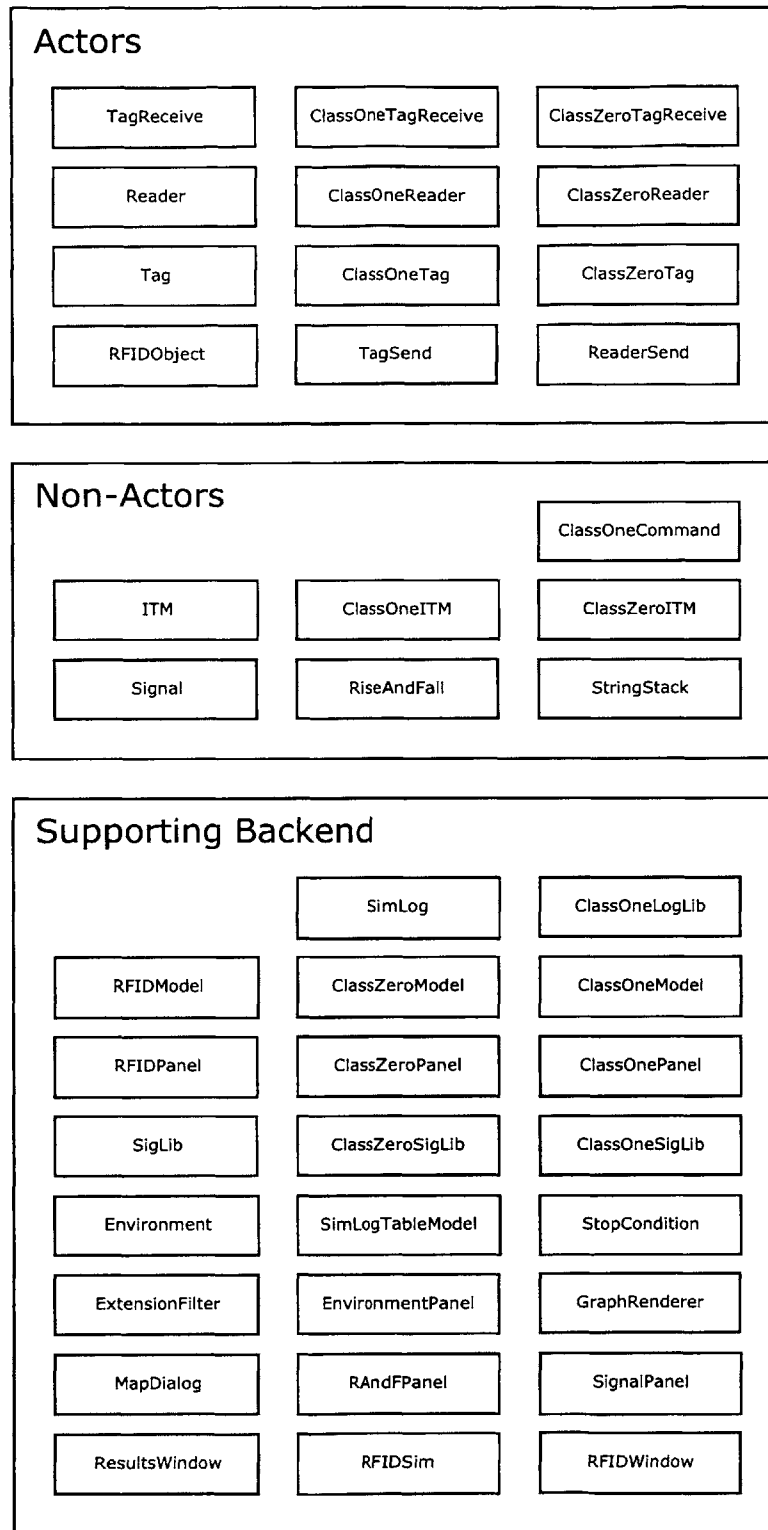 Actors
TagReceive
ClassOneTagReceive
ClassZeroTagReceive
Reader
ClassOneReader
ClassZeroReader
Tag
ClassOneTag
ClassZeroTag
RFIDObject
TagSend
ReaderSend
Non-Actors
ClassOneCommand
ITM
ClassOneITM
ClassZeroITM
Signal
RiseAndFall
StringStack
Supporting Backend
SimLog
ClassOneLogLib
RFIDModel
ClassZeroModel
ClassOneModel
RFIDPanel
ClassZeroPanel
ClassOnePanel
SigLib
ClassZeroSigLib
ClassOneSigLib
Environment
SimLogTableModel
StopCondition
ExtensionFilter
EnvironmentPanel
GraphRenderer
MapDialog
RAndFPanel
SignalPanel
ResultsWindow
RFIDSim
RFIDWindow